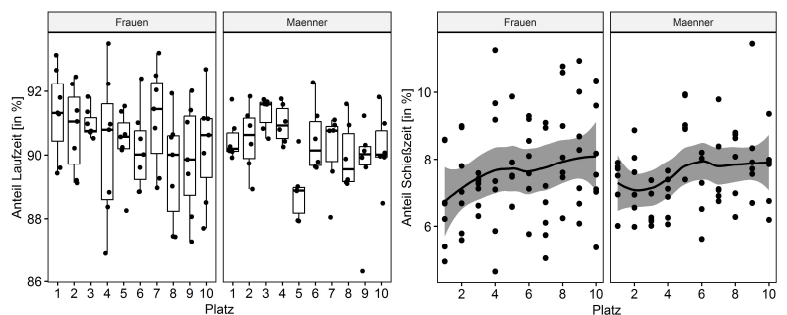 Frauen
Maenner
Anteil Laufzeit [in %]
92
90
88
86
1 2 3 4 5 6 7 8 9 10
1 2 3 4 5 6 7 8 9 10
Platz
Frauen
Maenner
Anteil Schießzeit [in %]
10
8
6
2 4 6 8 10
2 4 6 8 10
Platz